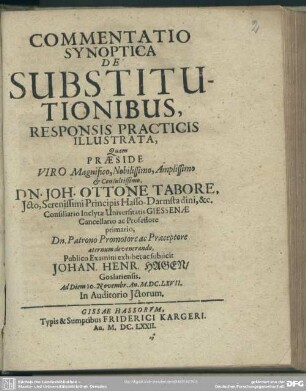 COMMENTATIO
SYNOPTICA
DE
SUBSTITU-
TIONIBUS,
RESPONSIS PRACTICIS
ILLUSTRATA,
Quam
PRÆSIDE
VIRO Magnifico, Nobilissimo, Amplissimo
& Consultissimo,
DN. JOH. OTTONE TABORE,
Jcto, Serenissimi Principis Hasso-Darmstadini, &c.
Consiliario Inclytæ Universitatis GIESSENÆ
Cancellario ac Professore
primario,
Dn. Patrono Promotore ac Præceptore
æternum devenerando,
Publico Examini exhibet ac subjicit
JOHAN. HENR. HAGEN/
Goslariensis.
Ad Diem 20. Novembr. An. M.DC.LXVII.
In Auditorio Jctorum.
GISSAE HASSORUM,
Typis & Sumptibus FRIDERICI KARGERI.
An. M. DC. LXXII.